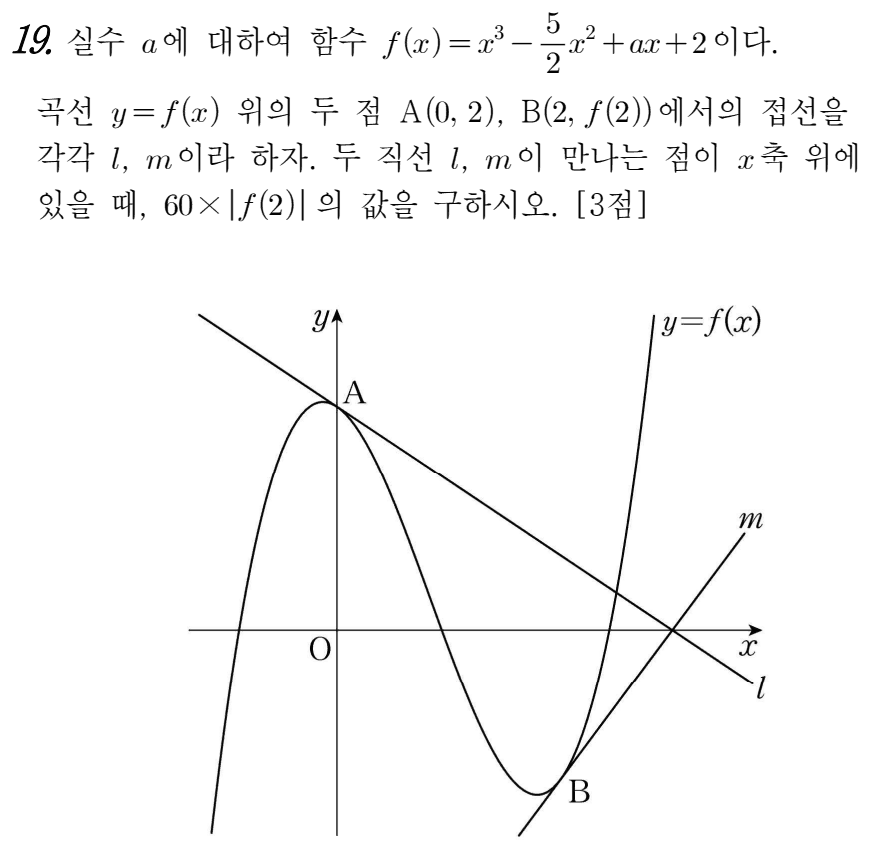 19. 실수 a에 대하여 함수 f(x)=x³-\frac{5}{2}x²+ax+2이다.
곡선 y=f(x) 위의 두 점 A(0, 2), B(2, f(2))에서의 접선을
각각 l, m이라 하자. 두 직선 l, m이 만나는 점이 x축 위에
있을 때, 60×|f(2)|의 값을 구하시오. [3점]
y
y=f(x)
A
m
O
x
l
B